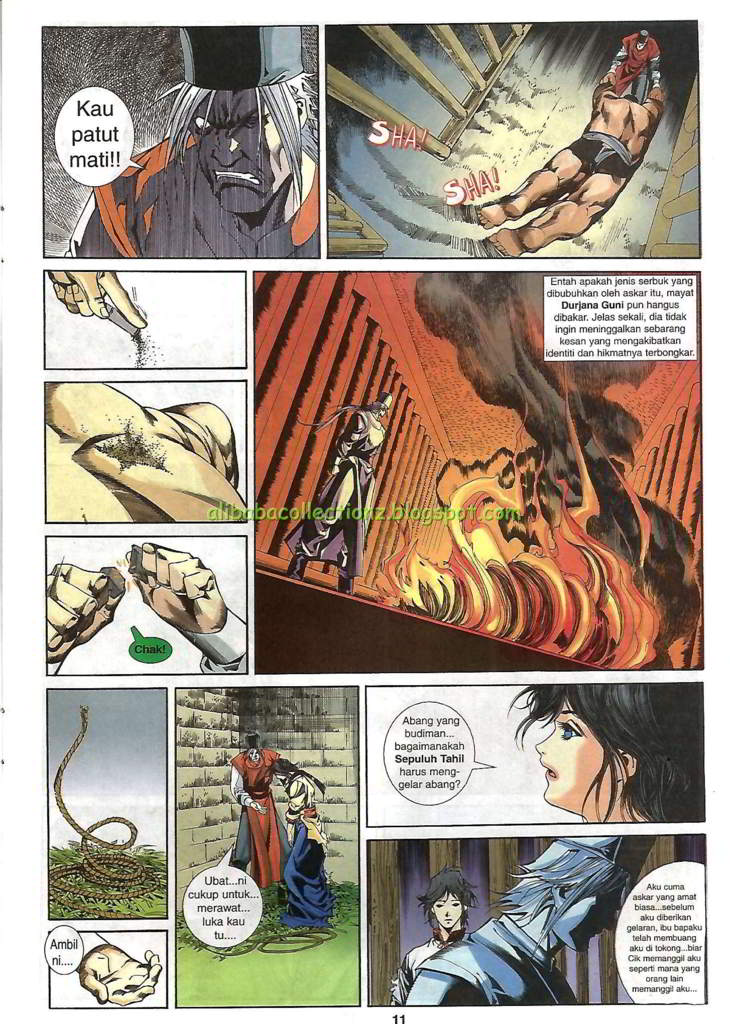 Kau
patut
mati!!
SHA!
SHA!
Entah apakah jenis serbuk yang
dibubuhkan oleh askar itu, mayat
Durjana Guni pun hangus
dibakar. Jelas sekali, dia tidak
ingin meninggalkan sebarang
kesan yang mengakibatkan
identiti dan hikmatnya terbongkar.
alibabacollectionz.blogspot.com
Chak!
Ubat...ni
cukup untuk...
merawat...
luka kau
tu....
Abang yang
budiman...
bagaimanakah
Sepuluh Tahil
harus meng-
gelar abang?
Ambil
ni....
Aku cuma
askar yang amat
biasa...sebelum
aku diberikan
gelaran, ibu bapaku
telah membuang
aku di tokong...biar
Cik memanggil aku
seperti mana yang
orang lain
memanggil aku...
11